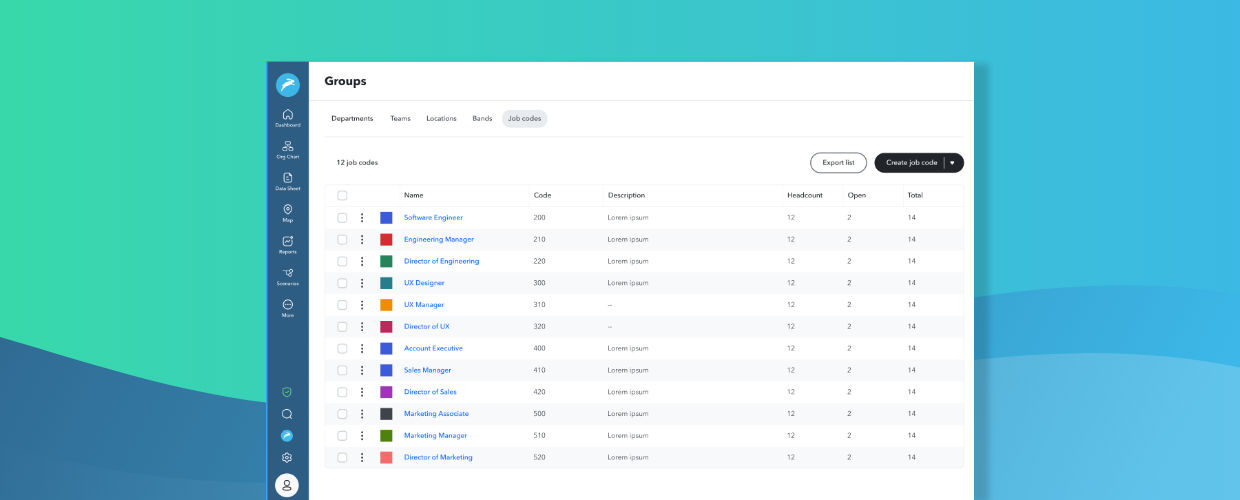 Groups
Dashboard
Org Chart
Data Sheet
Map
Reports
Scenarios
More
Departments Teams Locations Bands Job codes
12 job codes Export list Create job code
Name Code Description Headcount Open Total
Software Engineer 200 Lorem ipsum 12 2 14
Engineering Manager 210 Lorem ipsum 12 2 14
Director of Engineering 220 Lorem ipsum 12 2 14
UX Designer 300 Lorem ipsum 12 2 14
UX Manager 310 -- 12 2 14
Director of UX 320 -- 12 2 14
Account Executive 400 Lorem ipsum 12 2 14
Sales Manager 410 Lorem ipsum 12 2 14
Director of Sales 420 Lorem ipsum 12 2 14
Marketing Associate 500 Lorem ipsum 12 2 14
Marketing Manager 510 Lorem ipsum 12 2 14
Director of Marketing 520 Lorem ipsum 12 2 14